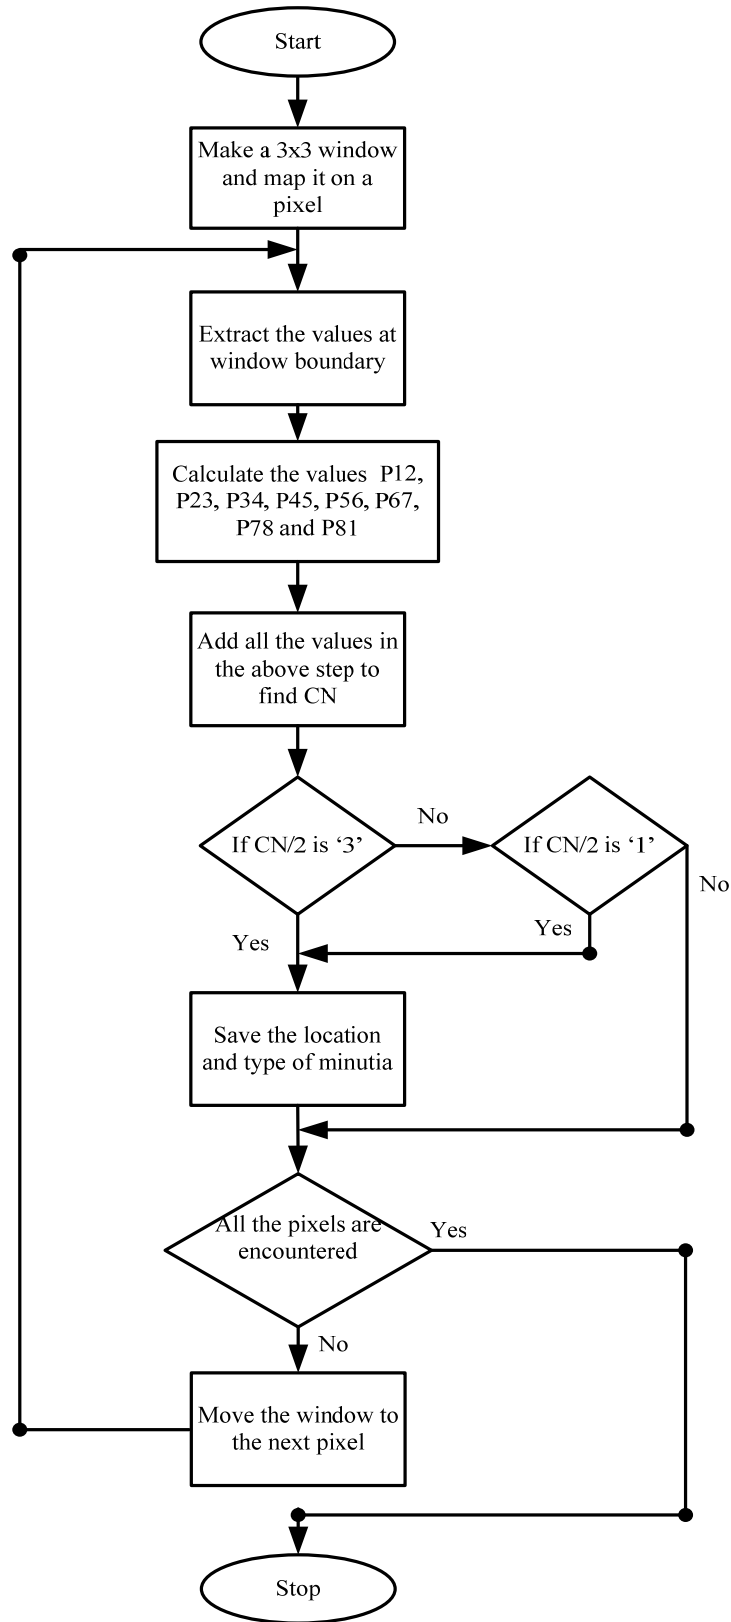 Start
Make a 3x3 window
and map it on a
pixel
Extract the values at
window boundary
Calculate the values P12,
P23, P34, P45, P56, P67,
P78 and P81
Add all the values in
the above step to
find CN
If CN/2 is ‘3’
No
If CN/2 is ‘1’
No
Yes
Yes
Save the location
and type of minutia
All the pixels are
encountered
Yes
No
Move the window to
the next pixel
Stop